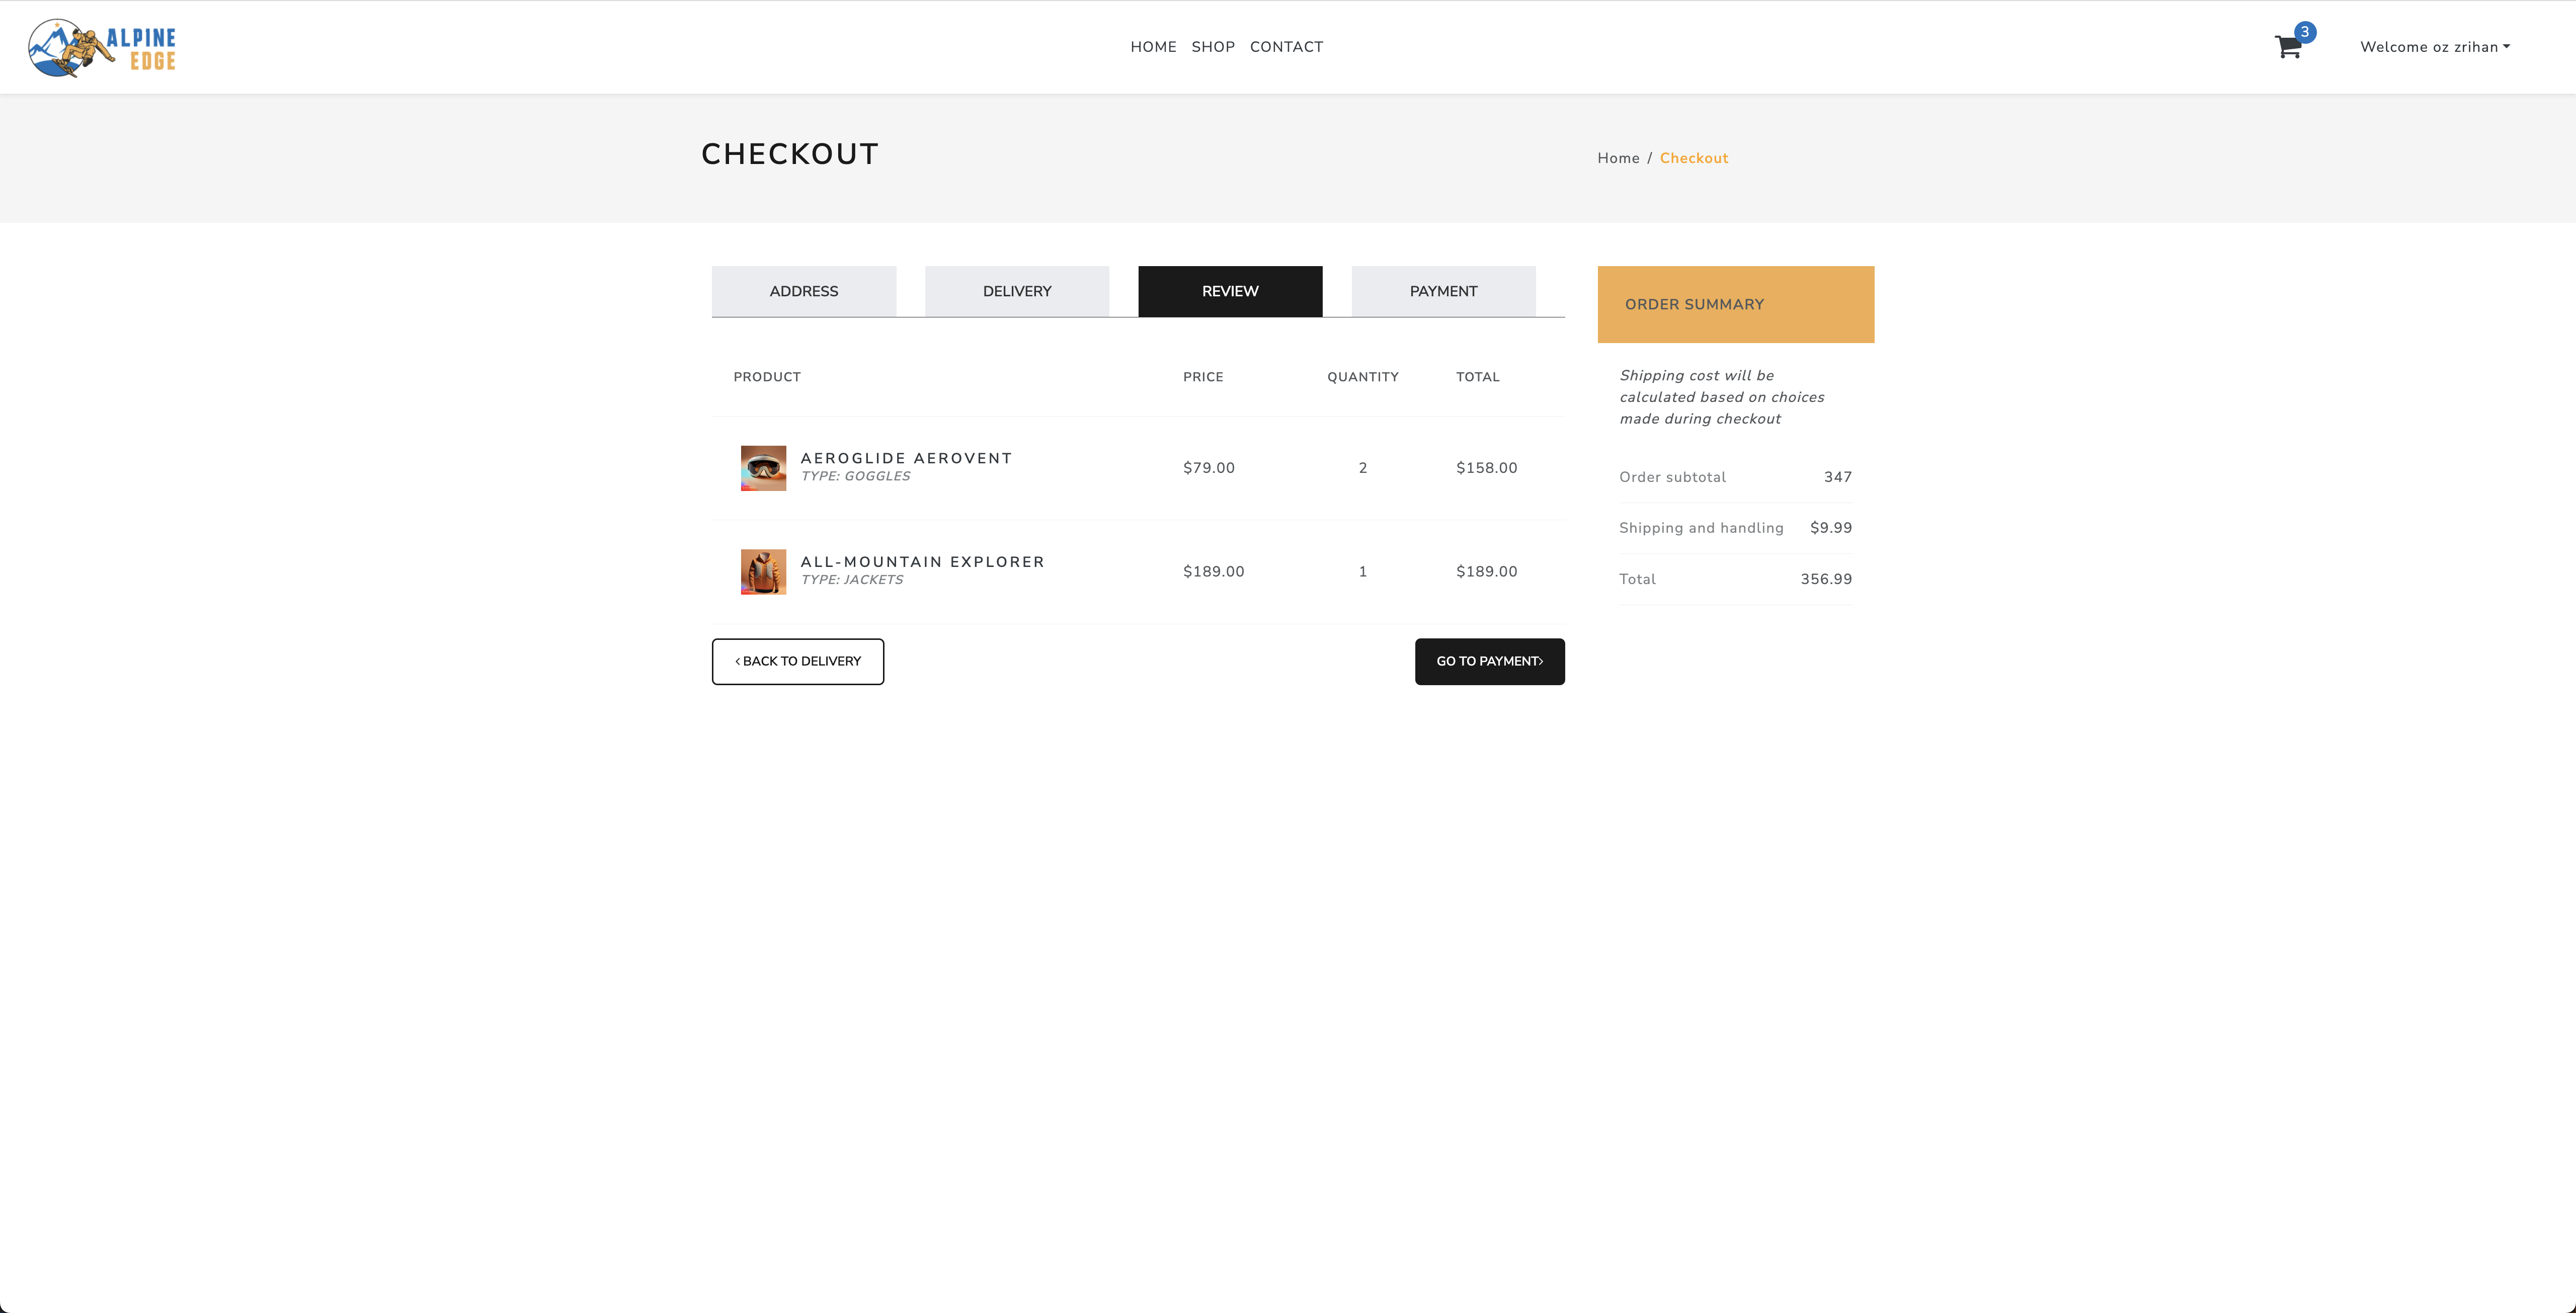 ALPINE
EDGE
HOME SHOP CONTACT
3
Welcome oz zrihan
CHECKOUT
Home / Checkout
ADDRESS DELIVERY REVIEW PAYMENT
PRODUCT PRICE QUANTITY TOTAL
AEROGLIDE AEROVENT
TYPE: GOGGLES
$79.00 2 $158.00
ALL-MOUNTAIN EXPLORER
TYPE: JACKETS
$189.00 1 $189.00
< BACK TO DELIVERY
GO TO PAYMENT>
ORDER SUMMARY
Shipping cost will be
calculated based on choices
made during checkout
Order subtotal 347
Shipping and handling $9.99
Total 356.99